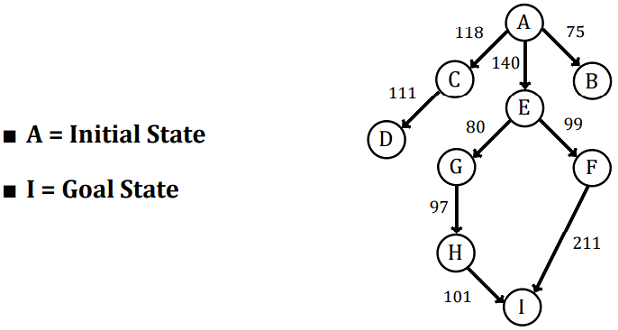 A
118
75
C
140
B
111
E
■ A = Initial State
D
80
99
■ I = Goal State
G
F
97
211
H
101
I